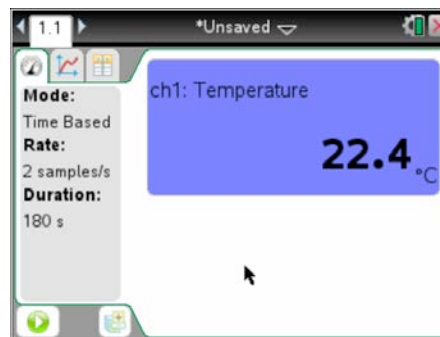 1.1
*Unsaved
Mode:
Time Based
Rate:
2 samples/s
Duration:
180 s
ch1: Temperature
22.4 °C